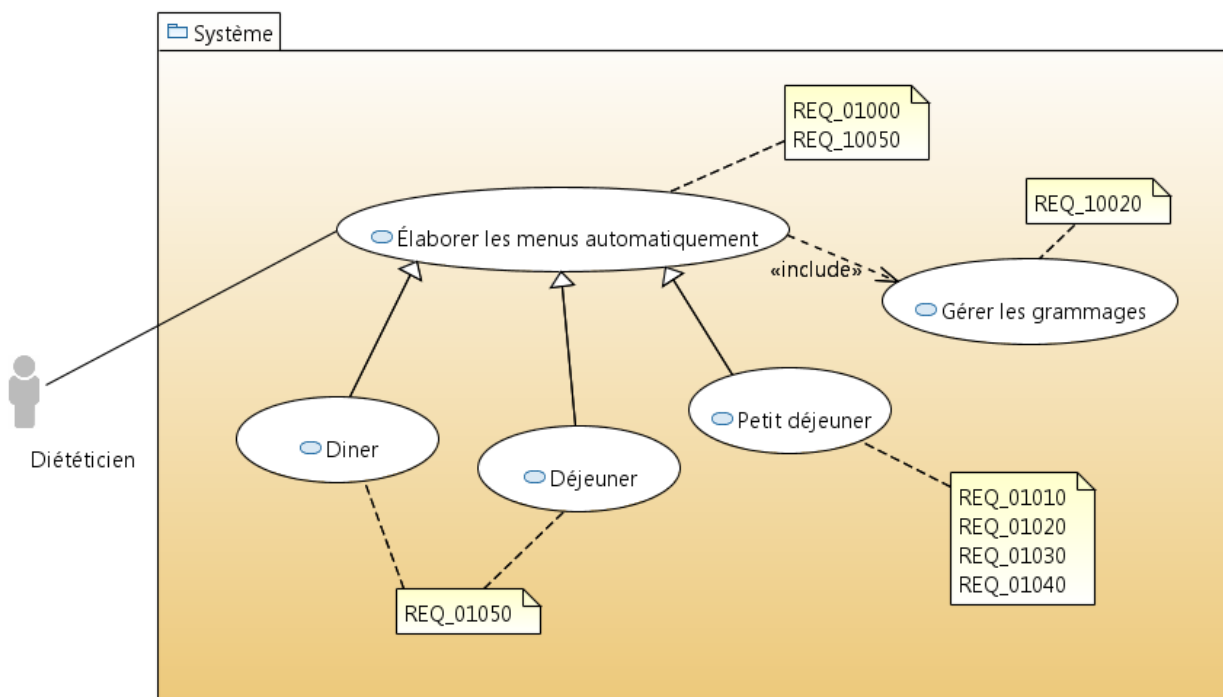 Système
REQ_01000
REQ_10050
REQ_10020
Élaborer les menus automatiquement
«include»
Gérer les grammages
Petit déjeuner
Diner
Déjeuner
Diététicien
REQ_01010
REQ_01020
REQ_01030
REQ_01040
REQ_01050